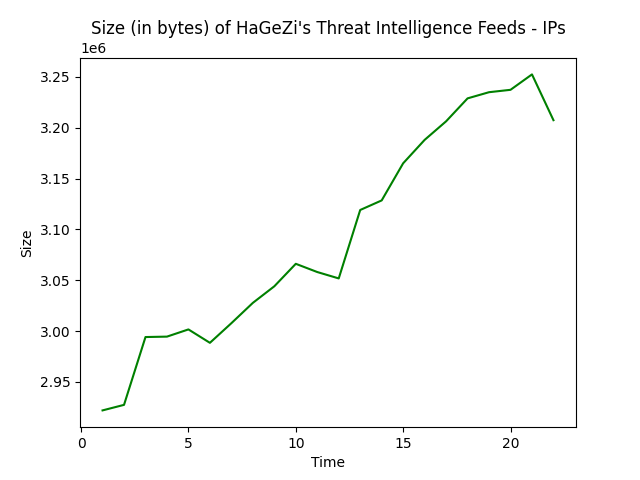 Size (in bytes) of HaGeZi's Threat Intelligence Feeds - IPs
1e6
3.25
3.20
3.15
3.10
3.05
3.00
2.95
Size
0 5 10 15 20
Time